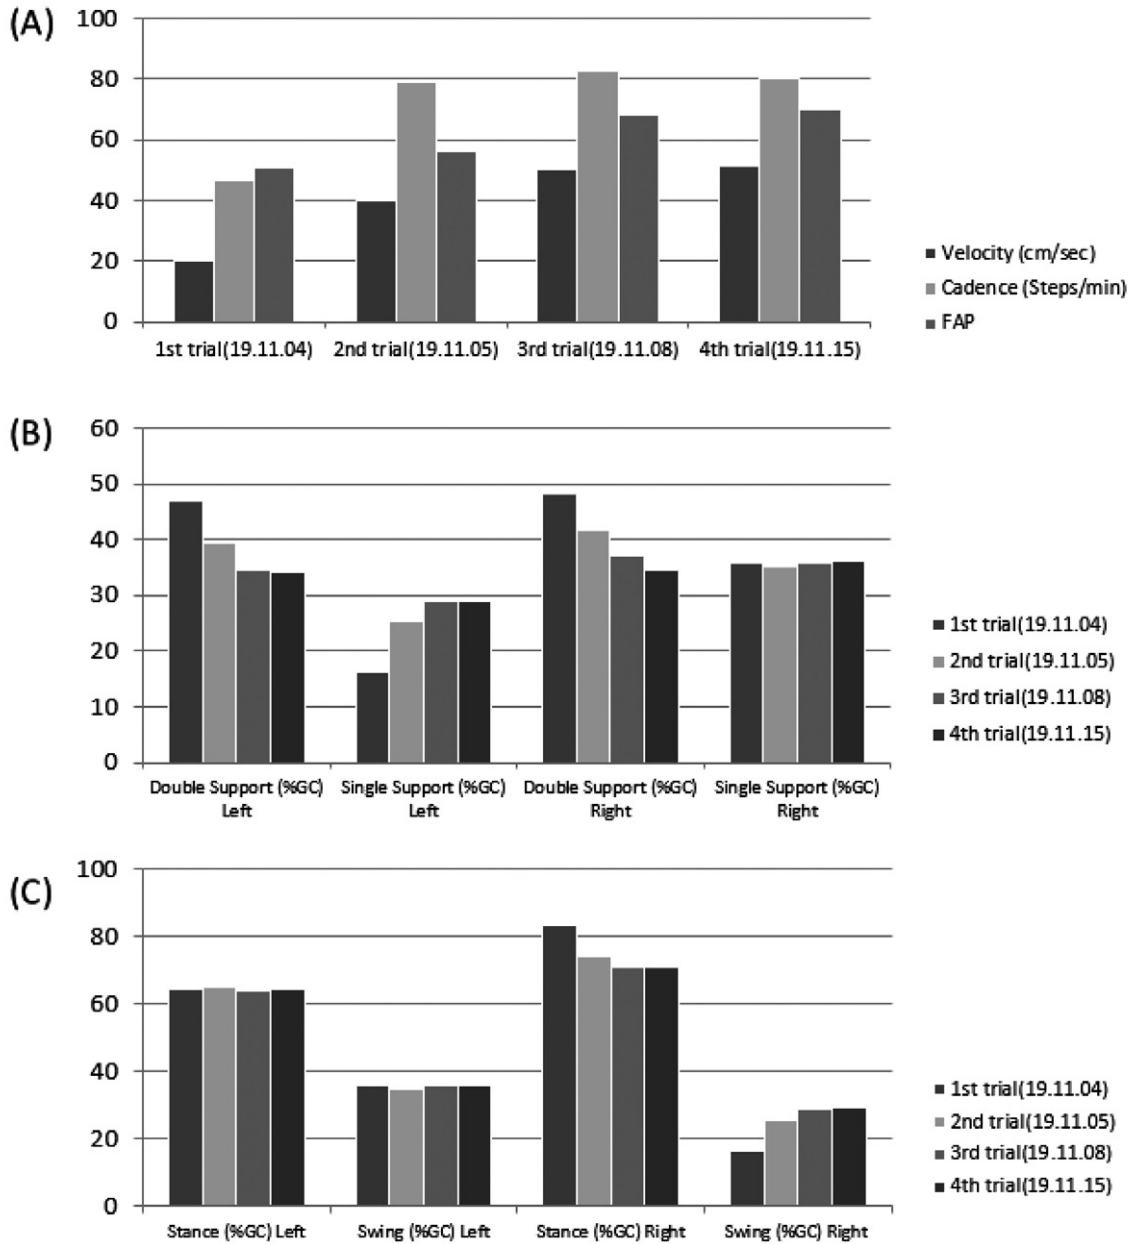 (A)
100
80
60
40
20
0
1st trial(19.11.04) 2nd trial(19.11.05) 3rd trial(19.11.08) 4th trial(19.11.15)
Velocity (cm/sec)
Cadence (Steps/min)
FAP
(B)
60
50
40
30
20
10
0
Double Support (%GC) Single Support (%GC) Double Support (%GC) Single Support (%GC)
Left Left Right Right
1st trial(19.11.04)
2nd trial(19.11.05)
3rd trial(19.11.08)
4th trial(19.11.15)
(C)
100
80
60
40
20
0
Stance (%GC) Left Swing (%GC) Left Stance (%GC) Right Swing (%GC) Right
1st trial(19.11.04)
2nd trial(19.11.05)
3rd trial(19.11.08)
4th trial(19.11.15)